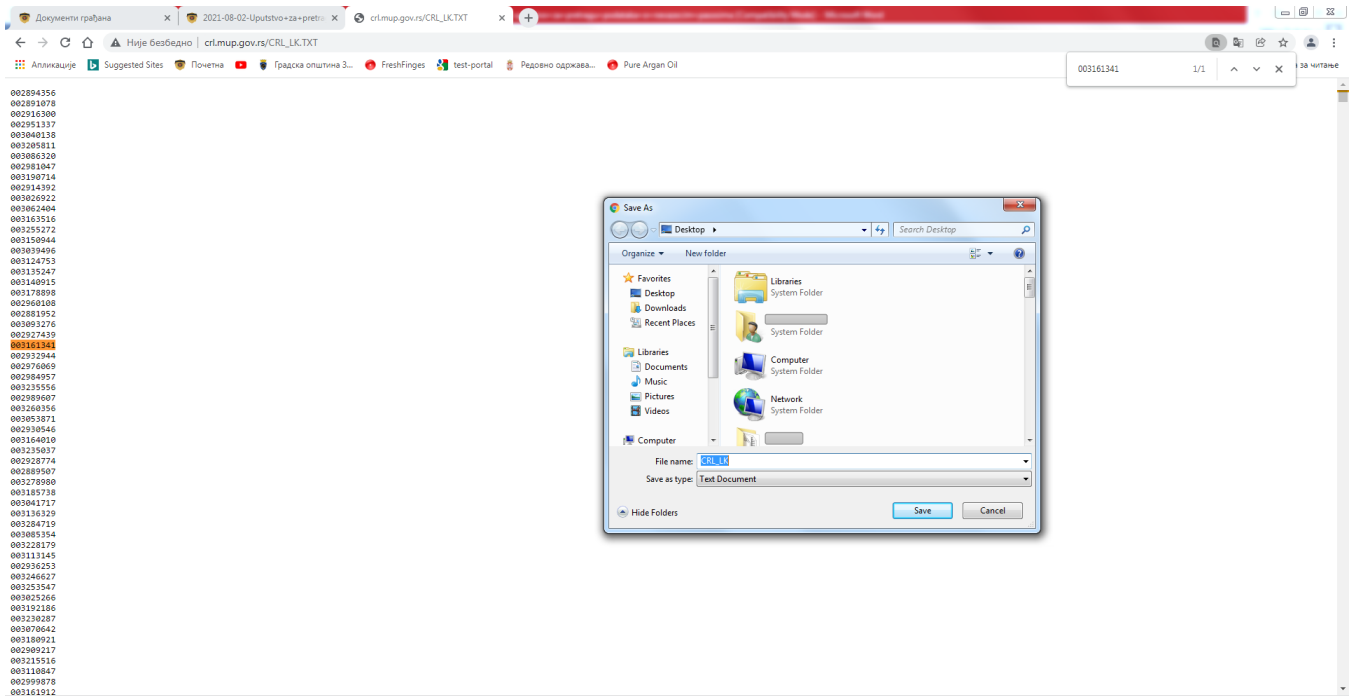 Документи грађана
2021-08-02-Uputstvo+za+pretra
crl.mup.gov.rs/CRL_LK.TXT
Није безбедно
crl.mup.gov.rs/CRL_LK.TXT
Апликације
Suggested Sites
Почетна
Градска општина З...
FreshFinges
test-portal
Редовно одржава...
Pure Argan Oil
за читање
003161341
1/1
002894356
002891078
002916300
002951337
003040138
003205811
003086320
002981047
003190714
002914392
003026922
003062404
003163516
003255272
003150944
003039496
003124753
003135247
003140915
003178898
002960108
002881952
003093276
002927439
003161341
002932944
002976069
002984957
003235556
002989607
003260356
003053871
002930546
003164010
003235037
002928774
002889507
003278980
003185738
003041717
003136329
003284719
003085354
003228179
003113145
002936253
003246627
003253547
003025266
003192186
003230287
003070642
003180921
002909217
003215516
003110847
002999878
003161912
Save As
Desktop
Search Desktop
Organize
New folder
Favorites
Desktop
Downloads
Recent Places
Libraries
Documents
Music
Pictures
Videos
Computer
Libraries
System Folder
System Folder
Computer
System Folder
Network
System Folder
File name: CRL_LK
Save as type: Text Document
Hide Folders
Save
Cancel